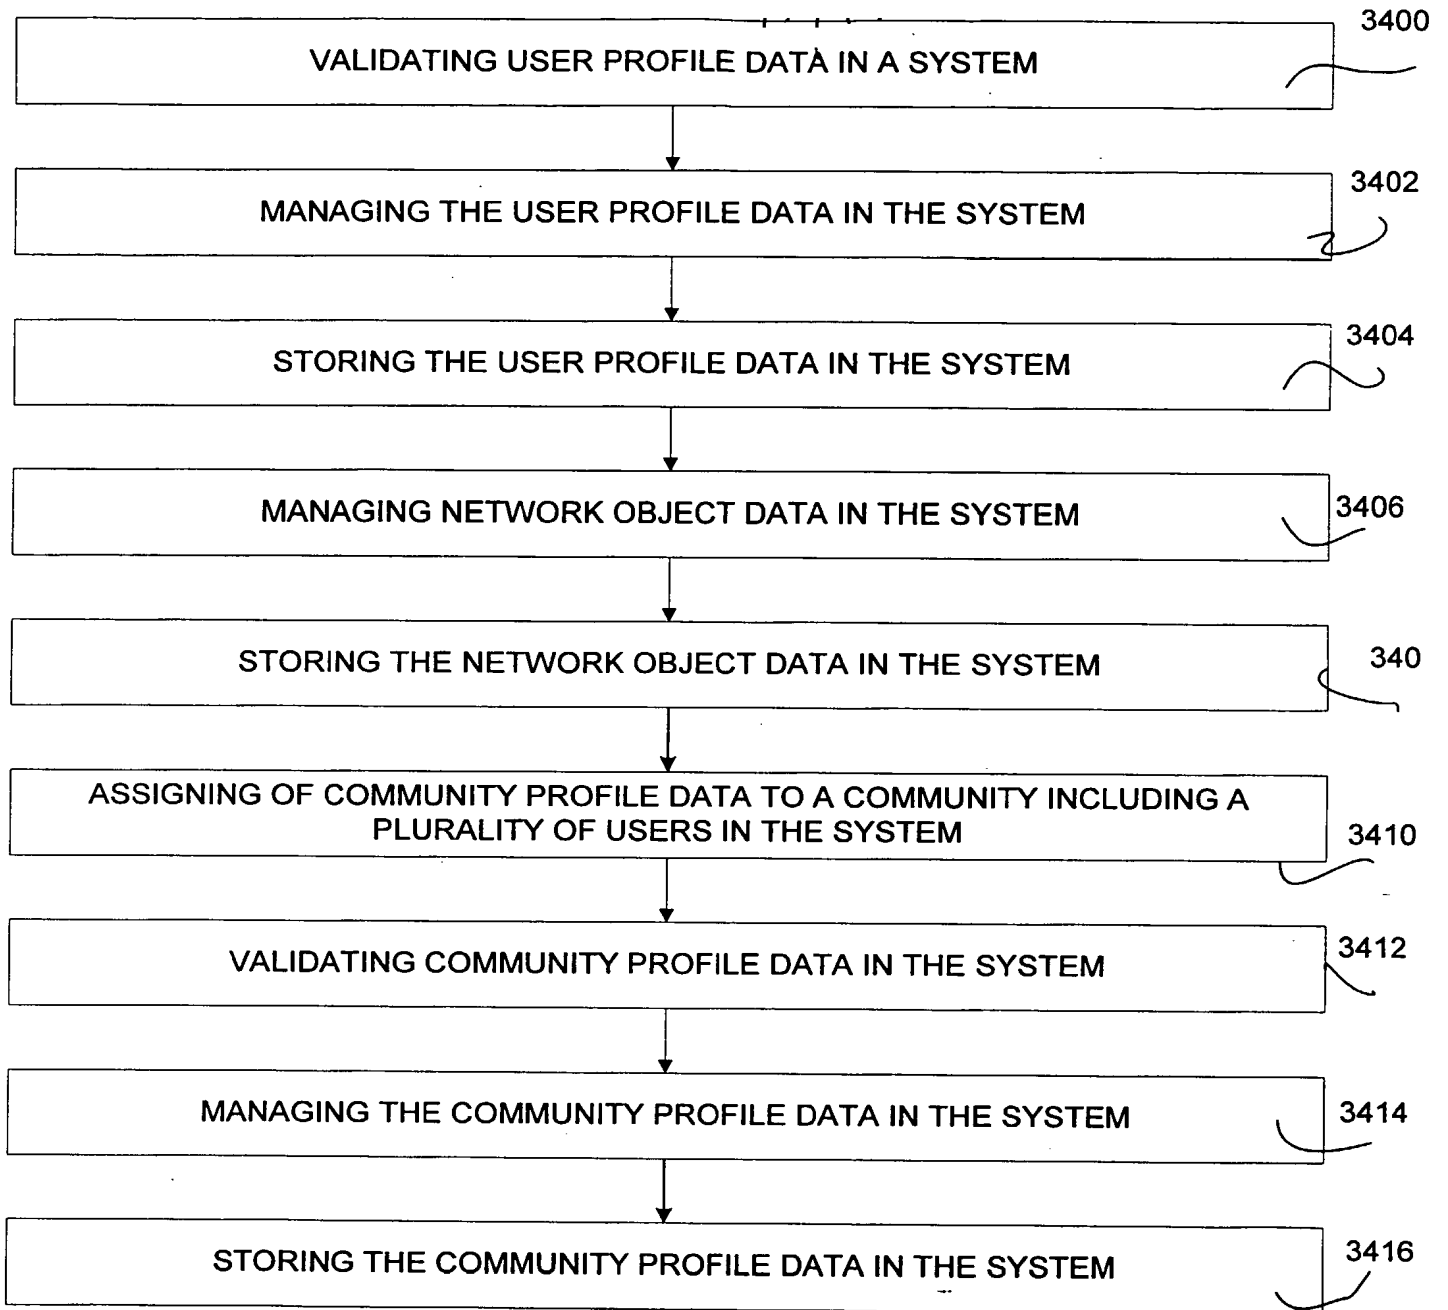 3400
VALIDATING USER PROFILE DATA IN A SYSTEM
3402
MANAGING THE USER PROFILE DATA IN THE SYSTEM
3404
STORING THE USER PROFILE DATA IN THE SYSTEM
3406
MANAGING NETWORK OBJECT DATA IN THE SYSTEM
340
STORING THE NETWORK OBJECT DATA IN THE SYSTEM
ASSIGNING OF COMMUNITY PROFILE DATA TO A COMMUNITY INCLUDING A
PLURALITY OF USERS IN THE SYSTEM
3410
3412
VALIDATING COMMUNITY PROFILE DATA IN THE SYSTEM
3414
MANAGING THE COMMUNITY PROFILE DATA IN THE SYSTEM
3416
STORING THE COMMUNITY PROFILE DATA IN THE SYSTEM